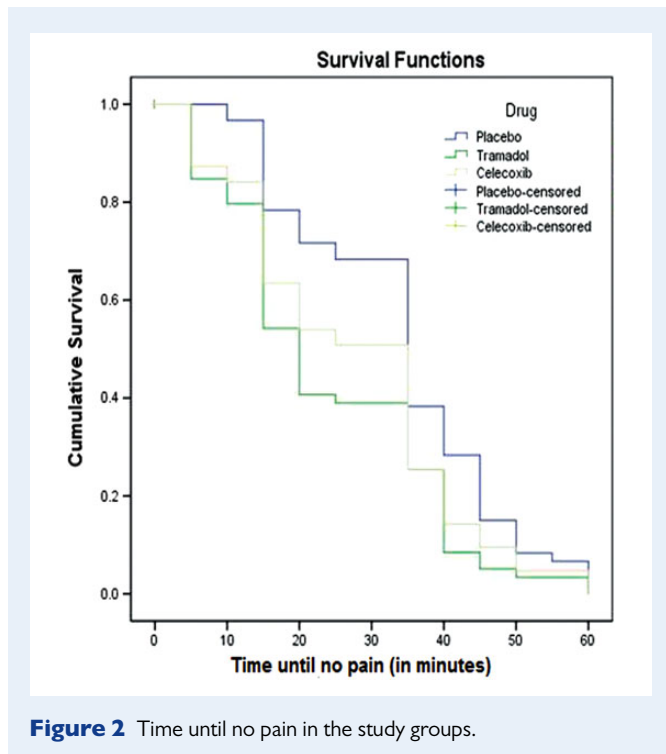 Survival Functions
Drug
Placebo
Tramadol
Celecoxib
Placebo-censored
Tramadol-censored
Celecoxib-censored
Cumulative Survival
1.0
0.8
0.6
0.4
0.2
0.0
0 10 20 30 40 50 60
Time until no pain (in minutes)
Figure 2 Time until no pain in the study groups.